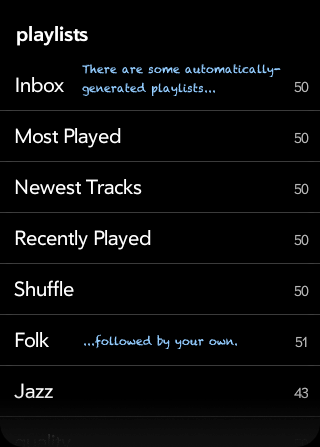 playlists
There are some automatically-
generated playlists...
Inbox 50
Most Played 50
Newest Tracks 50
Recently Played 50
Shuffle 50
Folk ...followed by your own. 51
Jazz 43
quality